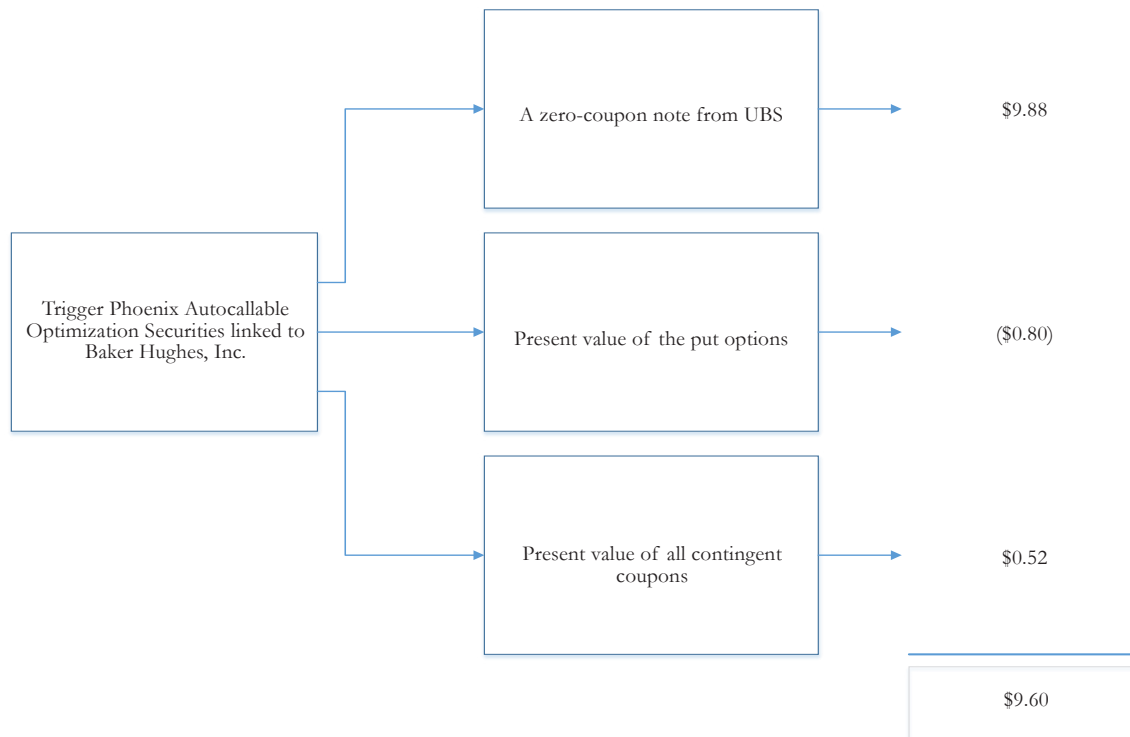 A zero-coupon note from UBS
$9.88
Trigger Phoenix Autocallable
Optimization Securities linked to
Baker Hughes, Inc.
Present value of the put options
($0.80)
Present value of all contingent
coupons
$0.52
$9.60